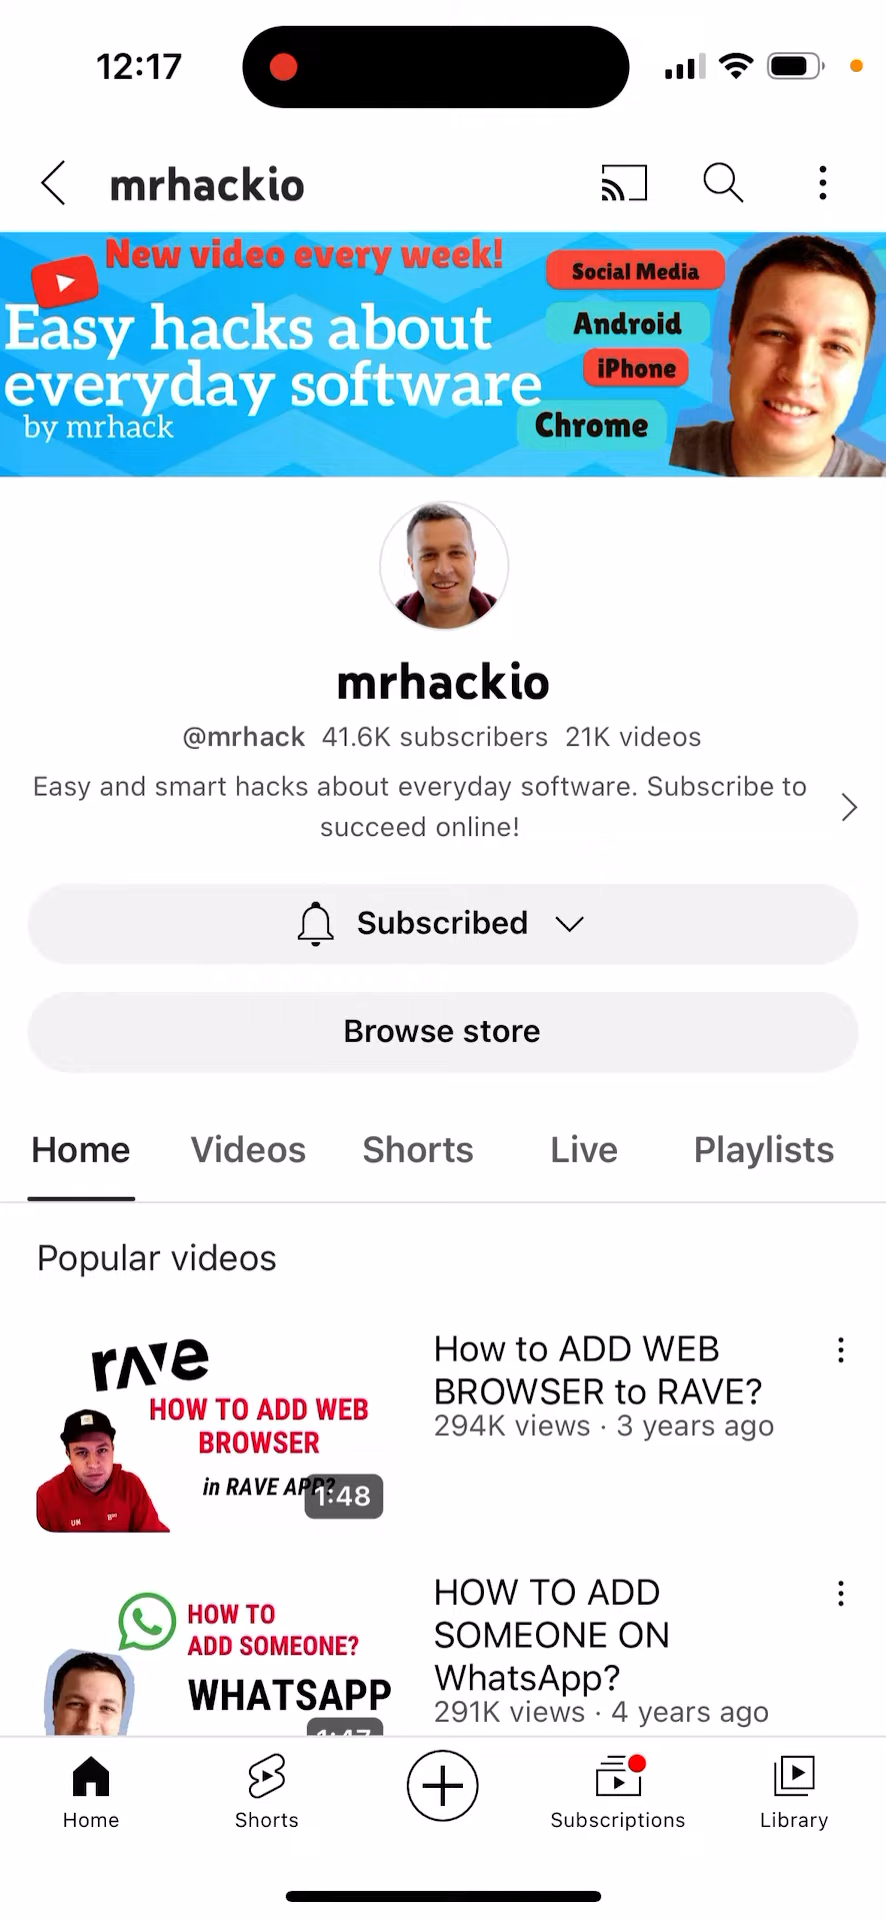 12:17
mrhackio
New video every week!
Easy hacks about
everyday software
by mrhack
Social Media
Android
iPhone
Chrome
mrhackio
@mrhack 41.6K subscribers 21K videos
Easy and smart hacks about everyday software. Subscribe to
succeed online!
Subscribed
Browse store
Home Videos Shorts Live Playlists
Popular videos
rave
HOW TO ADD WEB
BROWSER
in RAVE APP?
1:48
How to ADD WEB
BROWSER to RAVE?
294K views · 3 years ago
HOW TO
ADD SOMEONE?
WHATSAPP
HOW TO ADD
SOMEONE ON
WhatsApp?
291K views · 4 years ago
Home Shorts Subscriptions Library